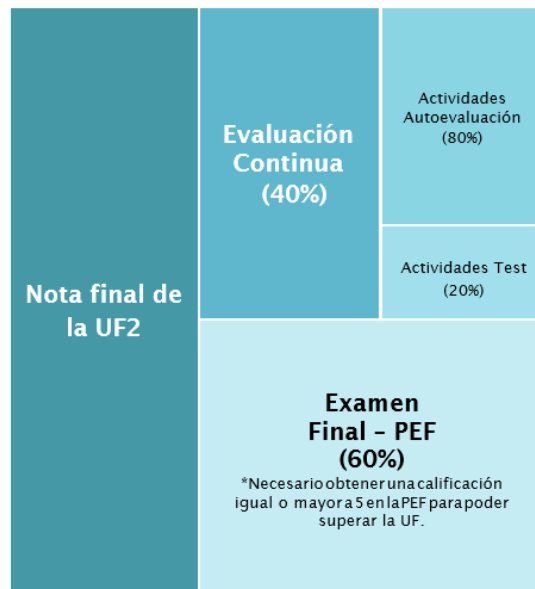 Nota final de
la UF2
Evaluación
Continua
(40%)
Actividades
Autoevaluación
(80%)
Actividades Test
(20%)
Examen
Final – PEF
(60%)
*Necesario obtener una calificación
igual o mayor a 5 en la PEF para poder
superar la UF.